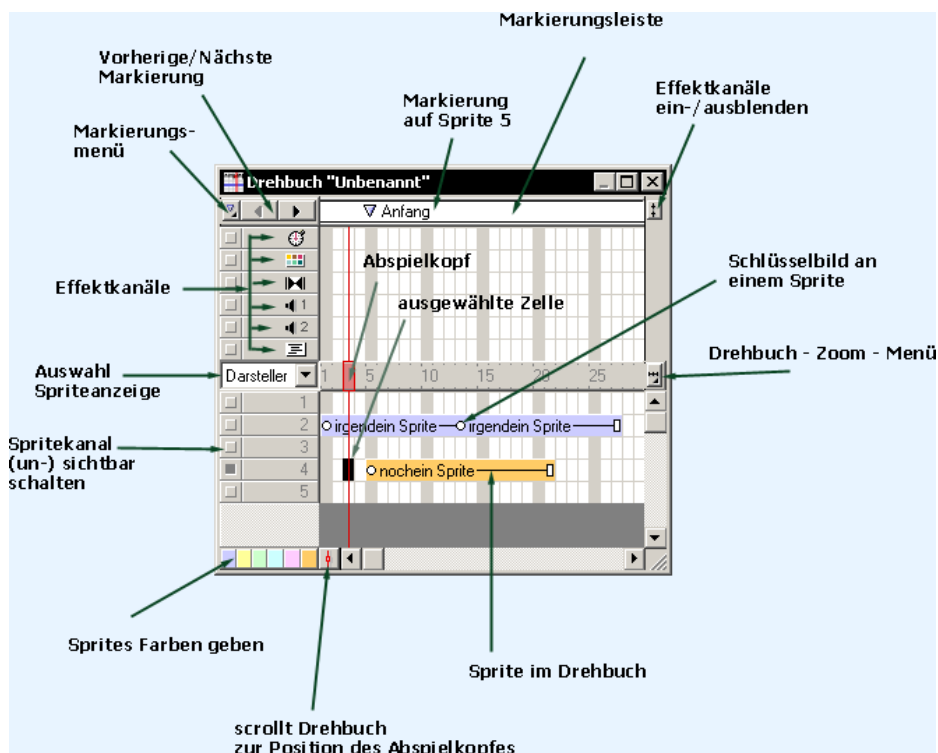 Markierungsleiste
Vorherige/Nächste
Markierung
Effektkanäle
ein-/ausblenden
Markierung
auf Sprite 5
Markierungs-
menü
Drehbuch "Unbenannt"
Anfang
Abspielkopf
Schlüsselbild an
einem Sprite
Effektkanäle
ausgewählte Zelle
1
2
Drehbuch - Zoom - Menü
Auswahl
Spriteanzeige
Darsteller
1 5 10 15 20 25
1
2 irgendein Sprite irgendein Sprite
Spritekanal
(un-) sichtbar
schalten
3
4 nochein Sprite
5
Sprites Farben geben
Sprite im Drehbuch
scrollt Drehbuch
zur Position des Abspielkopfes